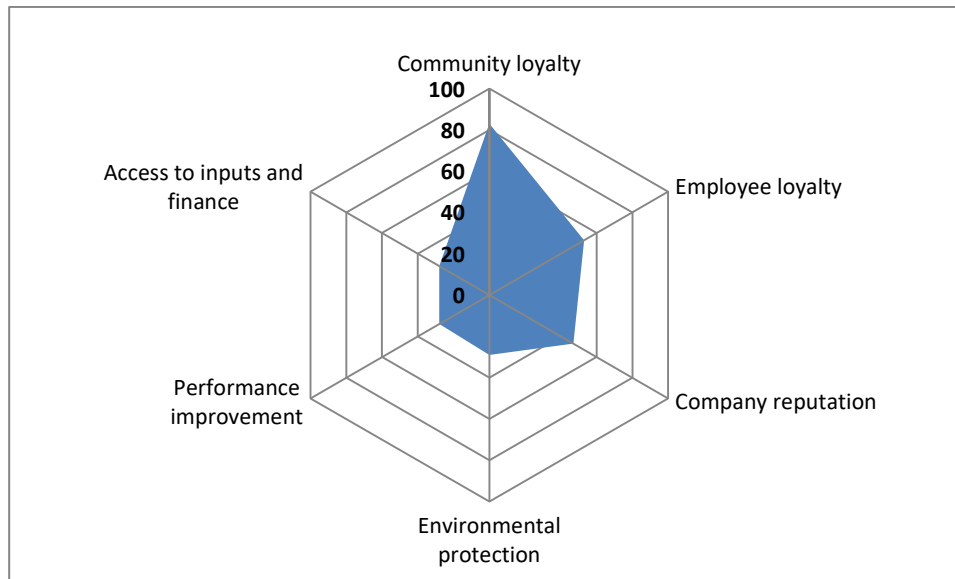 Community loyalty
100
80
60
40
20
0
Employee loyalty
Company reputation
Environmental
protection
Performance
improvement
Access to inputs and
finance